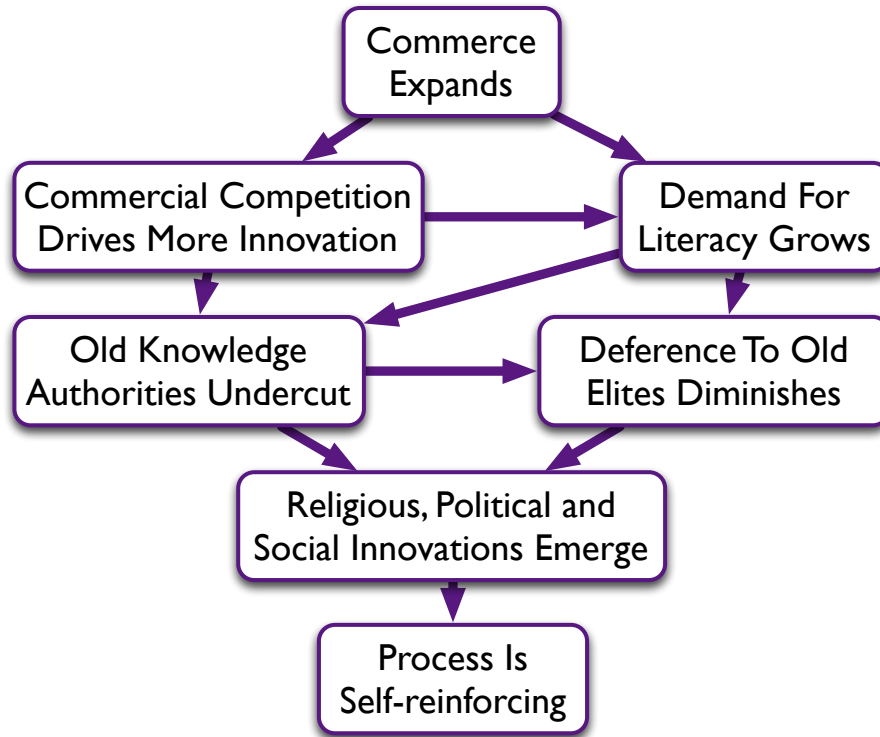 Commerce
Expands
Commercial Competition
Drives More Innovation
Demand For
Literacy Grows
Old Knowledge
Authorities Undercut
Deference To Old
Elites Diminishes
Religious, Political and
Social Innovations Emerge
Process Is
Self-reinforcing